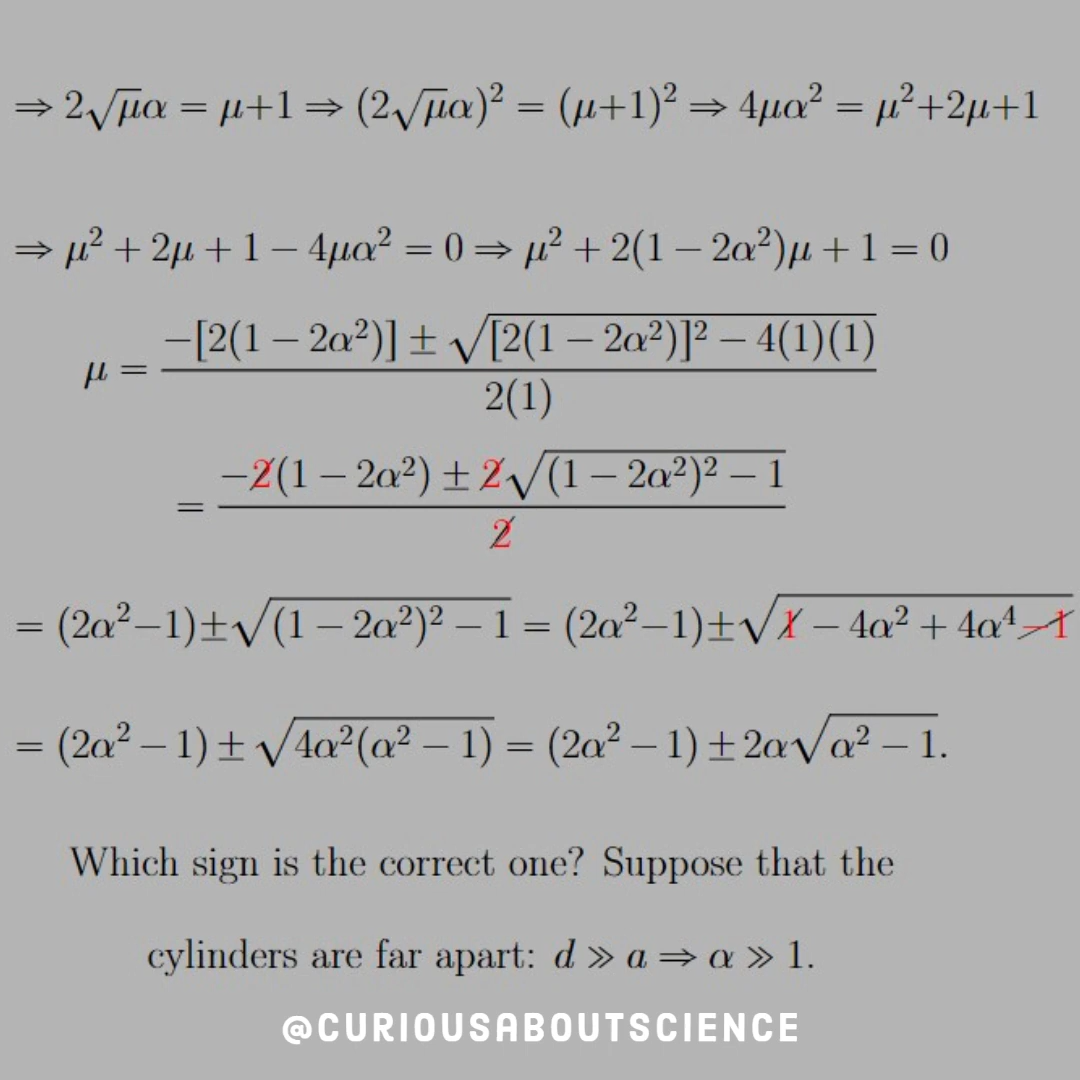 ⇒ 2√μα = μ+1 ⇒ (2√μα)² = (μ+1)² ⇒ 4μα² = μ²+2μ+1
⇒ μ² + 2μ + 1 − 4μα² = 0 ⇒ μ² + 2(1 − 2α²)μ + 1 = 0
μ = (−[2(1 − 2α²)] ± √([2(1 − 2α²)]² − 4(1)(1))) / 2(1)
= (−2(1 − 2α²) ± 2√((1 − 2α²)² − 1)) / 2
= (2α²−1)±√((1 − 2α²)² − 1) = (2α²−1)±√(1 − 4α² + 4α⁴ −1)
= (2α² − 1) ± √(4α²(α² − 1)) = (2α² − 1) ± 2α√(α² − 1).
Which sign is the correct one? Suppose that the
cylinders are far apart: d ≫ a ⇒ α ≫ 1.
@CURIOUSABOUTSCIENCE